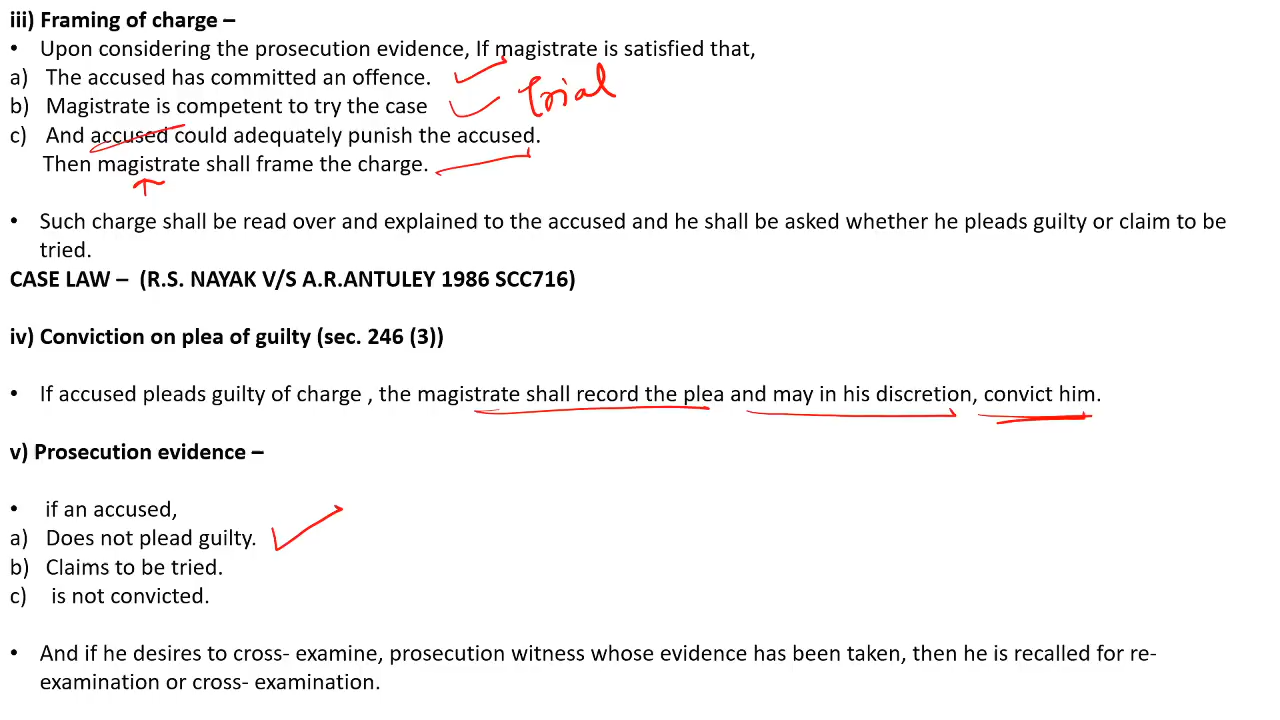 iii) Framing of charge –
• Upon considering the prosecution evidence, If magistrate is satisfied that,
a) The accused has committed an offence.
b) Magistrate is competent to try the case
trial
c) And accused could adequately punish the accused.
Then magistrate shall frame the charge.
• Such charge shall be read over and explained to the accused and he shall be asked whether he pleads guilty or claim to be
tried.
CASE LAW – (R.S. NAYAK V/S A.R.ANTULEY 1986 SCC716)
iv) Conviction on plea of guilty (sec. 246 (3))
• If accused pleads guilty of charge , the magistrate shall record the plea and may in his discretion, convict him.
v) Prosecution evidence –
• if an accused,
a) Does not plead guilty.
b) Claims to be tried.
c) is not convicted.
• And if he desires to cross- examine, prosecution witness whose evidence has been taken, then he is recalled for re-
examination or cross- examination.